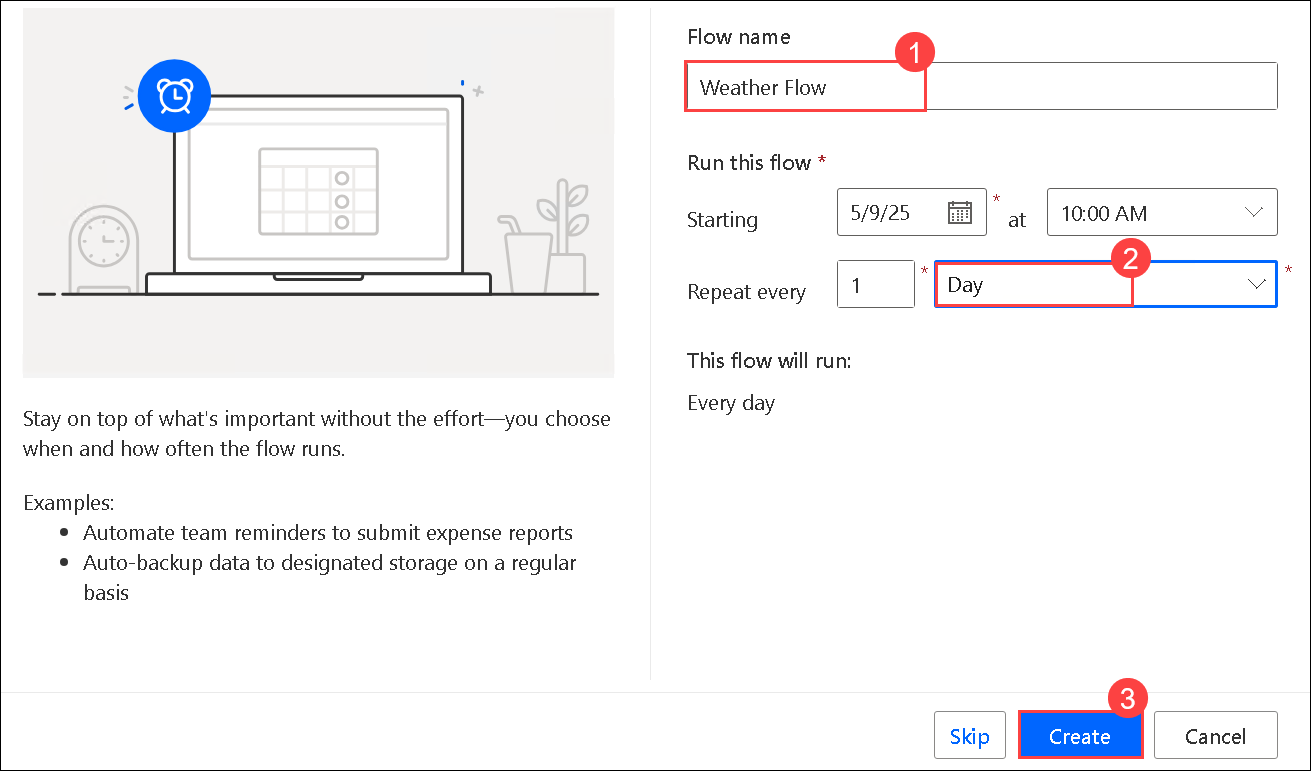 Flow name
1
Weather Flow
Run this flow *
Starting
5/9/25
*
at
10:00 AM
Repeat every
1
*
2
Day
*
This flow will run:
Every day
Stay on top of what's important without the effort—you choose
when and how often the flow runs.
Examples:
• Automate team reminders to submit expense reports
• Auto-backup data to designated storage on a regular
basis
3
Skip
Create
Cancel